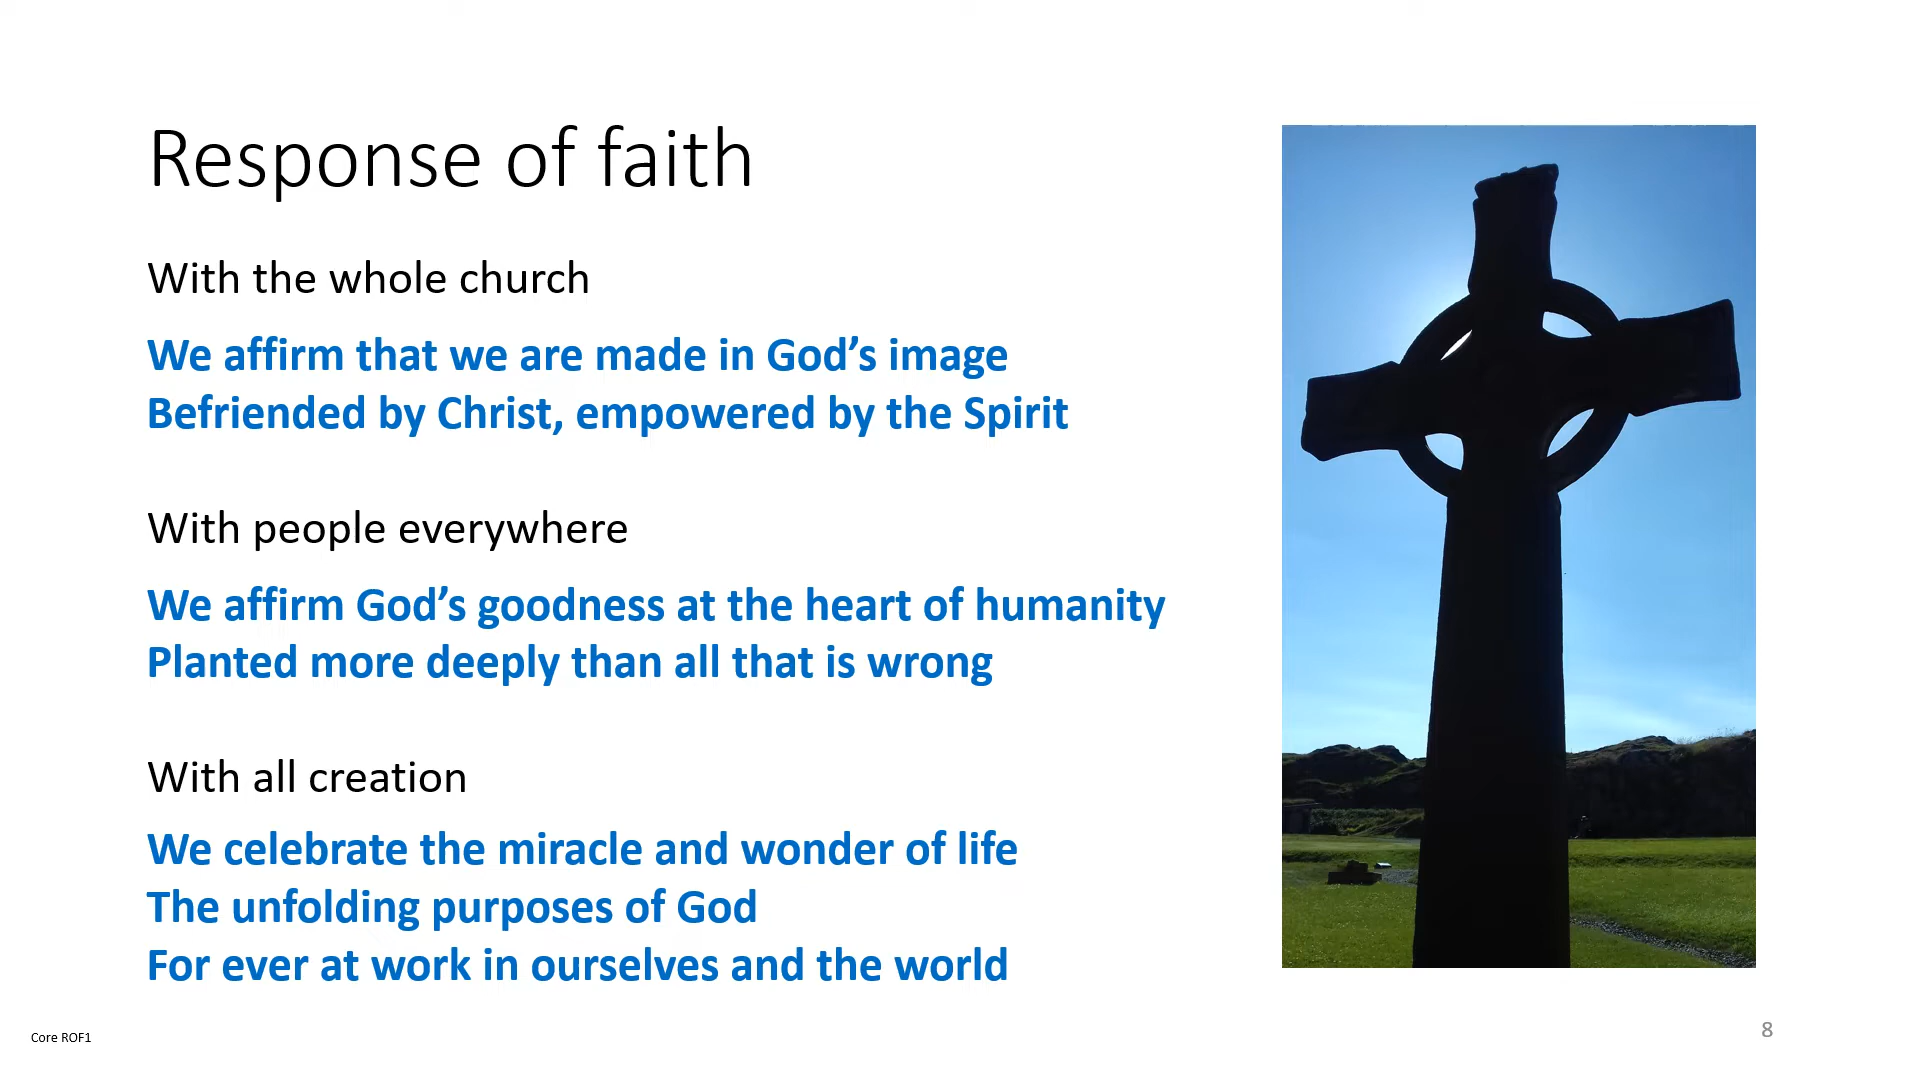 Response of faith
With the whole church
We affirm that we are made in God’s image
Befriended by Christ, empowered by the Spirit
With people everywhere
We affirm God’s goodness at the heart of humanity
Planted more deeply than all that is wrong
With all creation
We celebrate the miracle and wonder of life
The unfolding purposes of God
For ever at work in ourselves and the world
Core ROF1
8